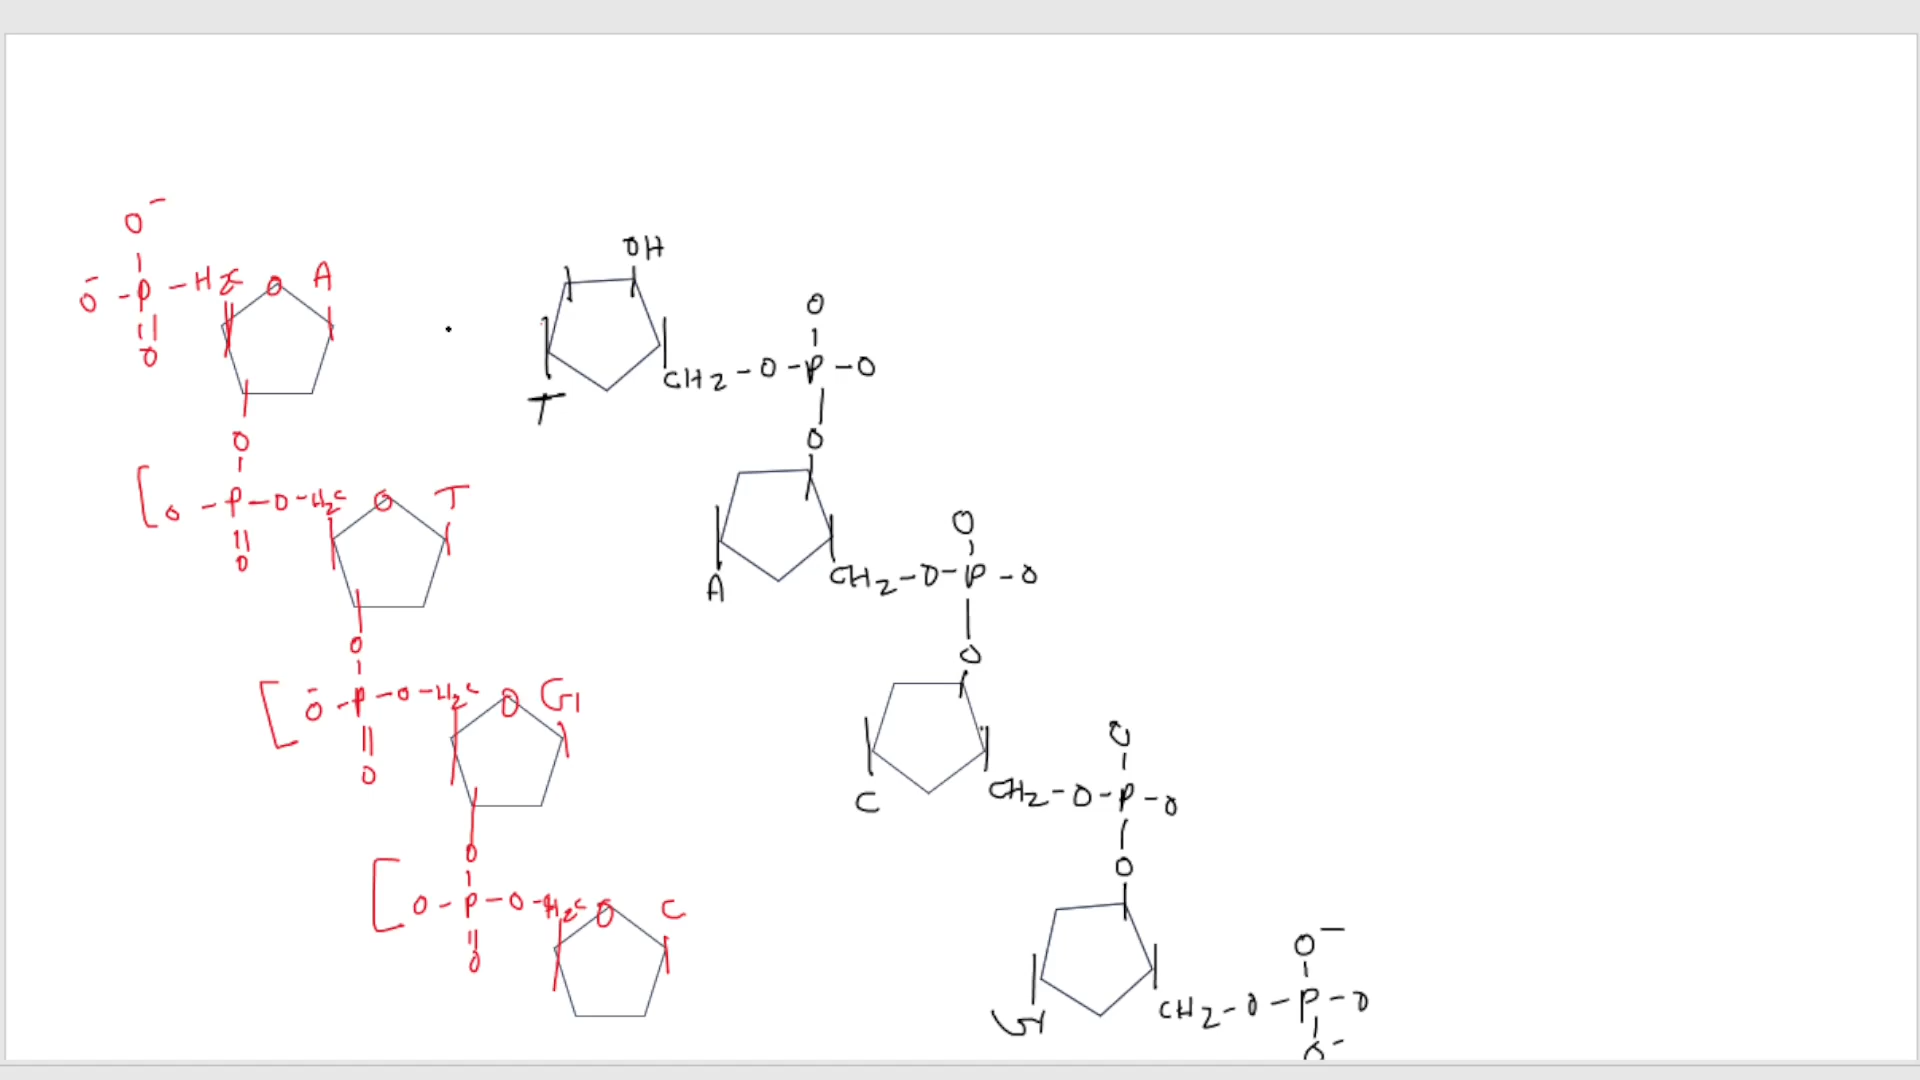 O⁻
O⁻ - P - H₂C O A
O
O
O - P - O - H₂C O T
O
O
O⁻ - P - O - H₂C O G
O
O
O - P - O - H₂C O C
O
OH
T
CH2 - O - P - O
O
O
A
CH2 - O - P - O
O
O
C
CH2 - O - P - O
O
O
G
CH2 - O - P - O
O⁻
O⁻